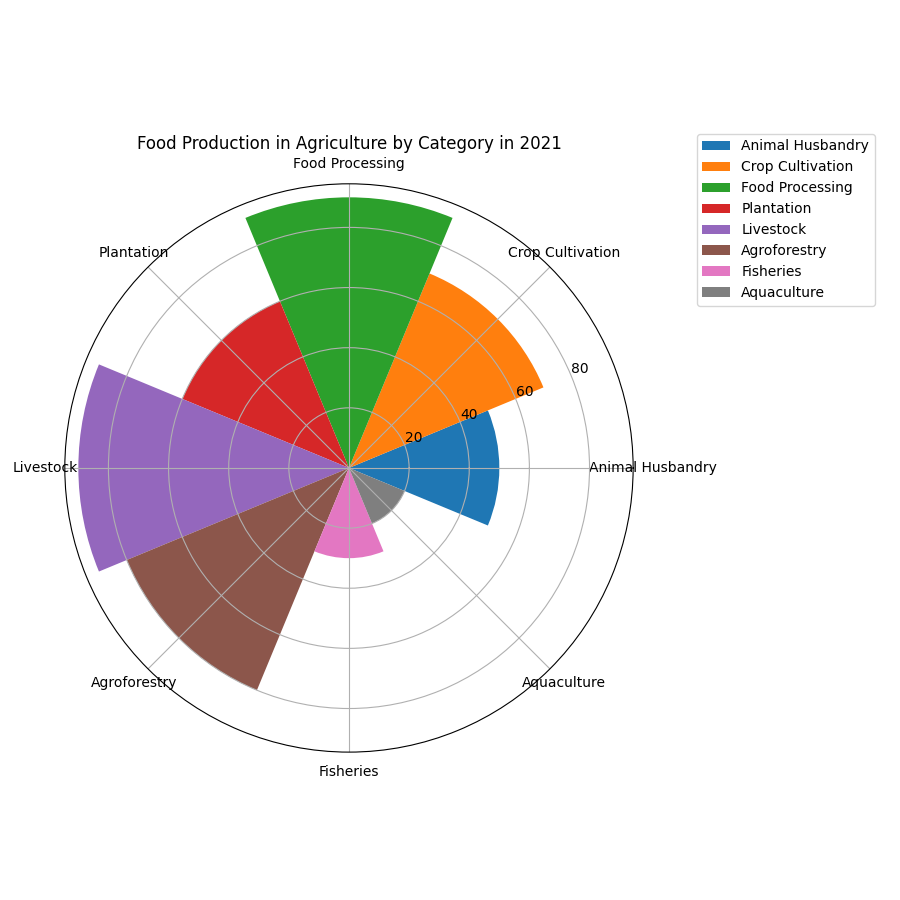 Food Production in Agriculture by Category in 2021
Food Processing
Plantation
Crop Cultivation
Livestock
Animal Husbandry
Agroforestry
Aquaculture
Fisheries
20
40
60
80
Animal Husbandry
Crop Cultivation
Food Processing
Plantation
Livestock
Agroforestry
Fisheries
Aquaculture